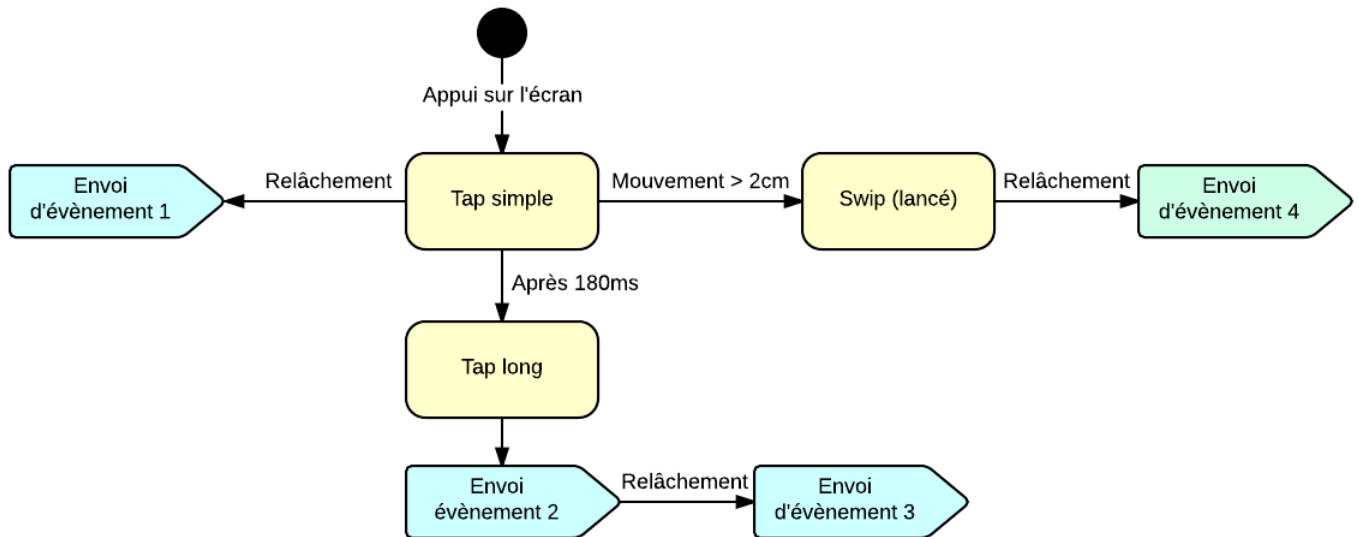 Appui sur l'écran
Envoi
d'évènement 1
Relâchement
Tap simple
Mouvement > 2cm
Swip (lancé)
Relâchement
Envoi
d'évènement 4
Après 180ms
Tap long
Envoi
évènement 2
Relâchement
Envoi
d'évènement 3